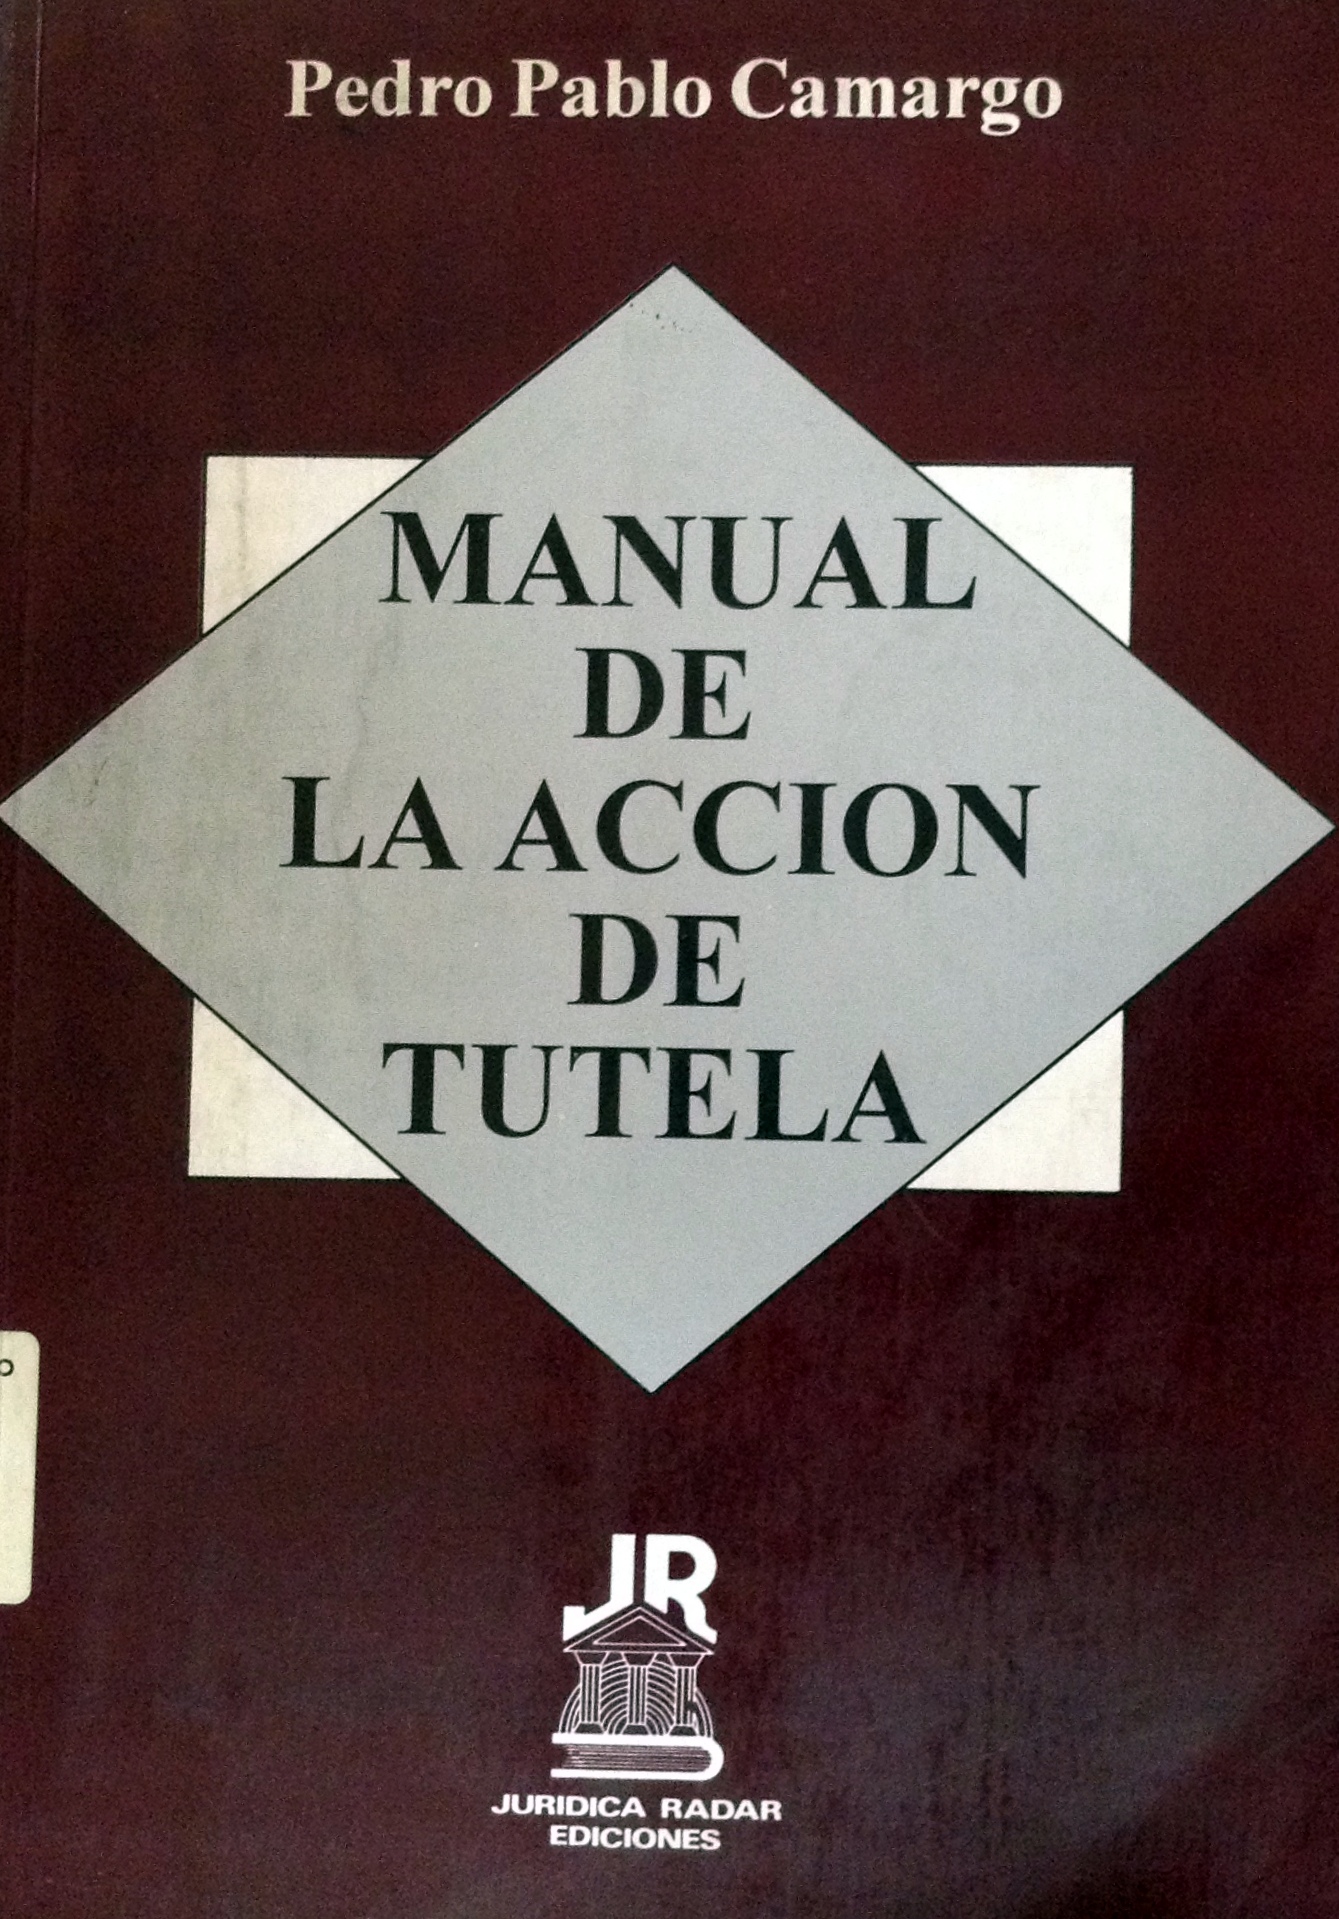 Pedro Pablo Camargo
MANUAL
DE
LA ACCION
DE
TUTELA
JR
JURIDICA RADAR
EDICIONES